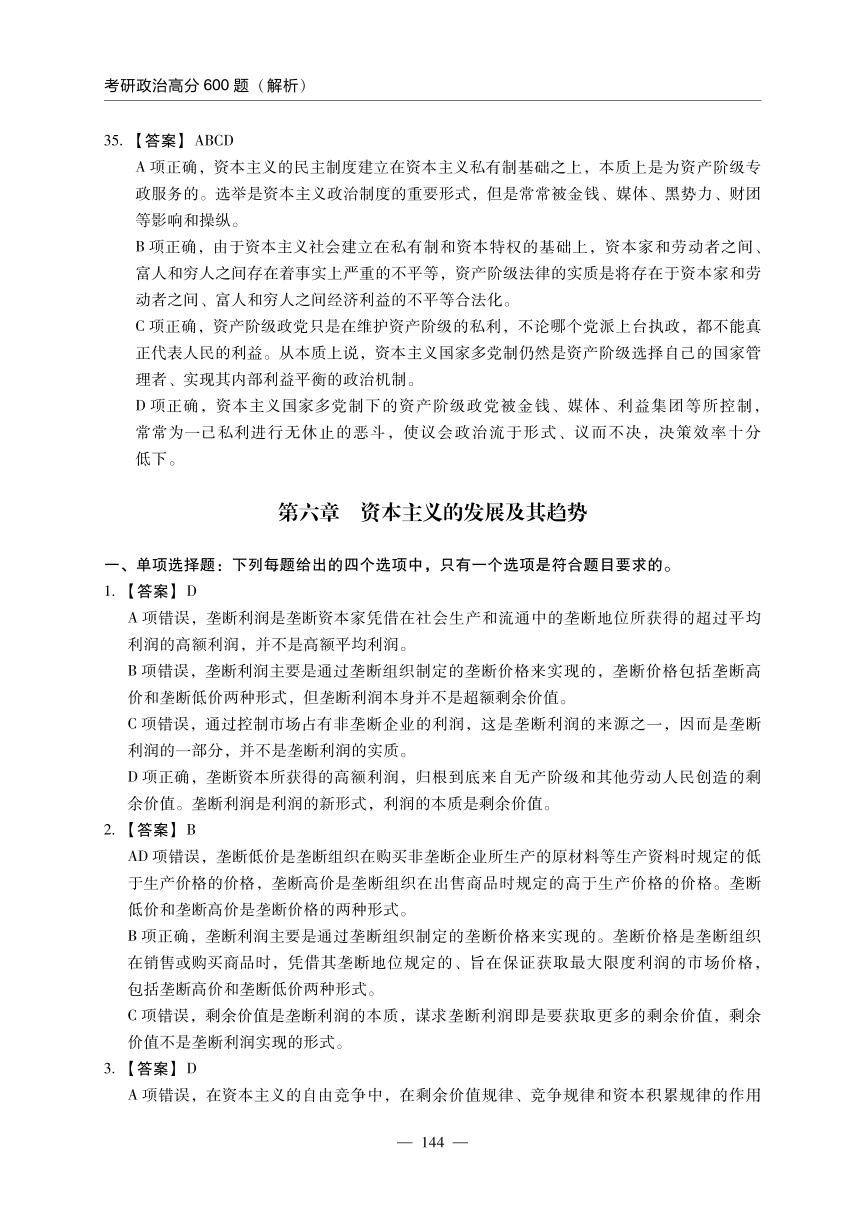 考研政治高分 600 题（解析）
35. 【答案】ABCD
A 项正确，资本主义的民主制度建立在资本主义私有制基础之上，本质上是为资产阶级专
政服务的。选举是资本主义政治制度的重要形式，但是常常被金钱、媒体、黑势力、财团
等影响和操纵。
B 项正确，由于资本主义社会建立在私有制和资本特权的基础上，资本家和劳动者之间、
富人和穷人之间存在着事实上严重的不平等，资产阶级法律的实质是将存在于资本家和劳
动者之间、富人和穷人之间经济利益的不平等合法化。
C 项正确，资产阶级政党只是在维护资产阶级的私利，不论哪个党派上台执政，都不能真
正代表人民的利益。从本质上说，资本主义国家多党制仍然是资产阶级选择自己的国家管
理者、实现其内部利益平衡的政治机制。
D 项正确，资本主义国家多党制下的资产阶级政党被金钱、媒体、利益集团等所控制，
常常为一己私利进行无休止的恶斗，使议会政治流于形式、议而不决，决策效率十分
低下。
第六章 资本主义的发展及其趋势
一、单项选择题：下列每题给出的四个选项中，只有一个选项是符合题目要求的。
1. 【答案】D
A 项错误，垄断利润是垄断资本家凭借在社会生产和流通中的垄断地位所获得的超过平均
利润的高额利润，并不是高额平均利润。
B 项错误，垄断利润主要是通过垄断组织制定的垄断价格来实现的，垄断价格包括垄断高
价和垄断低价两种形式，但垄断利润本身并不是超额剩余价值。
C 项错误，通过控制市场占有非垄断企业的利润，这是垄断利润的来源之一，因而是垄断
利润的一部分，并不是垄断利润的实质。
D 项正确，垄断资本所获得的高额利润，归根到底来自无产阶级和其他劳动人民创造的剩
余价值。垄断利润是利润的新形式，利润的本质是剩余价值。
2. 【答案】B
AD 项错误，垄断低价是垄断组织在购买非垄断企业所生产的原材料等生产资料时规定的低
于生产价格的价格，垄断高价是垄断组织在出售商品时规定的高于生产价格的价格。垄断
低价和垄断高价是垄断价格的两种形式。
B 项正确，垄断利润主要是通过垄断组织制定的垄断价格来实现的。垄断价格是垄断组织
在销售或购买商品时，凭借其垄断地位规定的、旨在保证获取最大限度利润的市场价格，
包括垄断高价和垄断低价两种形式。
C 项错误，剩余价值是垄断利润的本质，谋求垄断利润即是要获取更多的剩余价值，剩余
价值不是垄断利润实现的形式。
3. 【答案】D
A 项错误，在资本主义的自由竞争中，在剩余价值规律、竞争规律和资本积累规律的作用
— 144 —